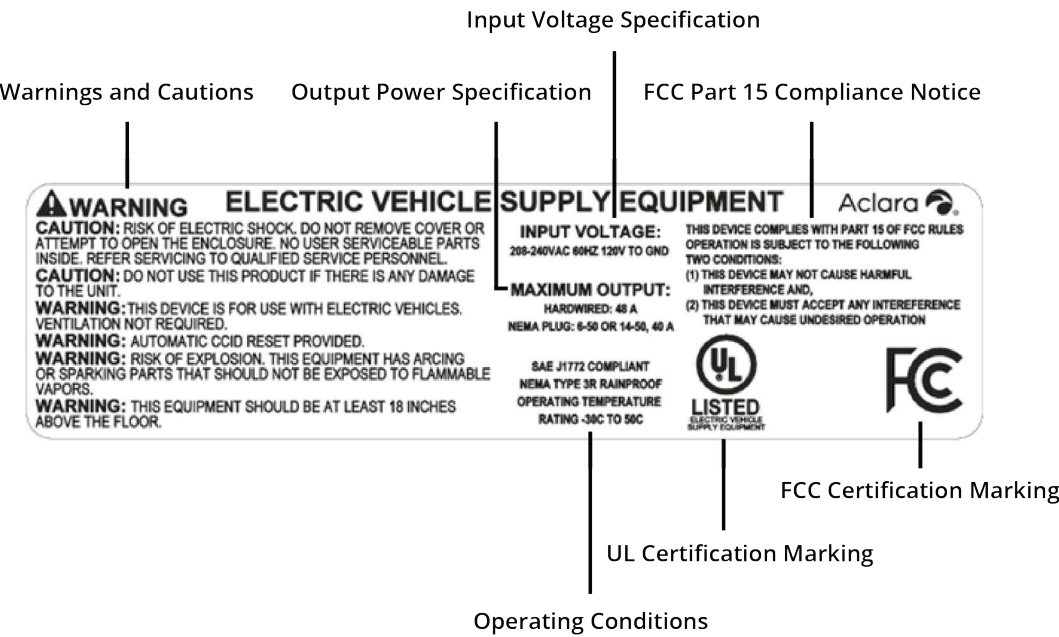 Input Voltage Specification
Warnings and Cautions
Output Power Specification
FCC Part 15 Compliance Notice
WARNING
ELECTRIC VEHICLE SUPPLY EQUIPMENT
Aclara
CAUTION: RISK OF ELECTRIC SHOCK. DO NOT REMOVE COVER OR
ATTEMPT TO OPEN THE ENCLOSURE. NO USER SERVICEABLE PARTS
INSIDE. REFER SERVICING TO QUALIFIED SERVICE PERSONNEL.
CAUTION: DO NOT USE THIS PRODUCT IF THERE IS ANY DAMAGE
TO THE UNIT.
WARNING: THIS DEVICE IS FOR USE WITH ELECTRIC VEHICLES.
VENTILATION NOT REQUIRED.
WARNING: AUTOMATIC CCID RESET PROVIDED.
WARNING: RISK OF EXPLOSION. THIS EQUIPMENT HAS ARCING
OR SPARKING PARTS THAT SHOULD NOT BE EXPOSED TO FLAMMABLE
VAPORS.
WARNING: THIS EQUIPMENT SHOULD BE AT LEAST 18 INCHES
ABOVE THE FLOOR.
INPUT VOLTAGE:
208-240VAC 60HZ 120V TO GND
MAXIMUM OUTPUT:
HARDWIRED: 48 A
NEMA PLUG: 6-50 OR 14-50, 40 A
SAE J1772 COMPLIANT
NEMA TYPE 3R RAINPROOF
OPERATING TEMPERATURE
RATING -30C TO 50C
THIS DEVICE COMPLIES WITH PART 15 OF FCC RULES
OPERATION IS SUBJECT TO THE FOLLOWING
TWO CONDITIONS:
(1) THIS DEVICE MAY NOT CAUSE HARMFUL
INTERFERENCE AND,
(2) THIS DEVICE MUST ACCEPT ANY INTEREFERENCE
THAT MAY CAUSE UNDESIRED OPERATION
UL
LISTED
ELECTRIC VEHICLE
SUPPLY EQUIPMENT
FCC
FCC Certification Marking
UL Certification Marking
Operating Conditions